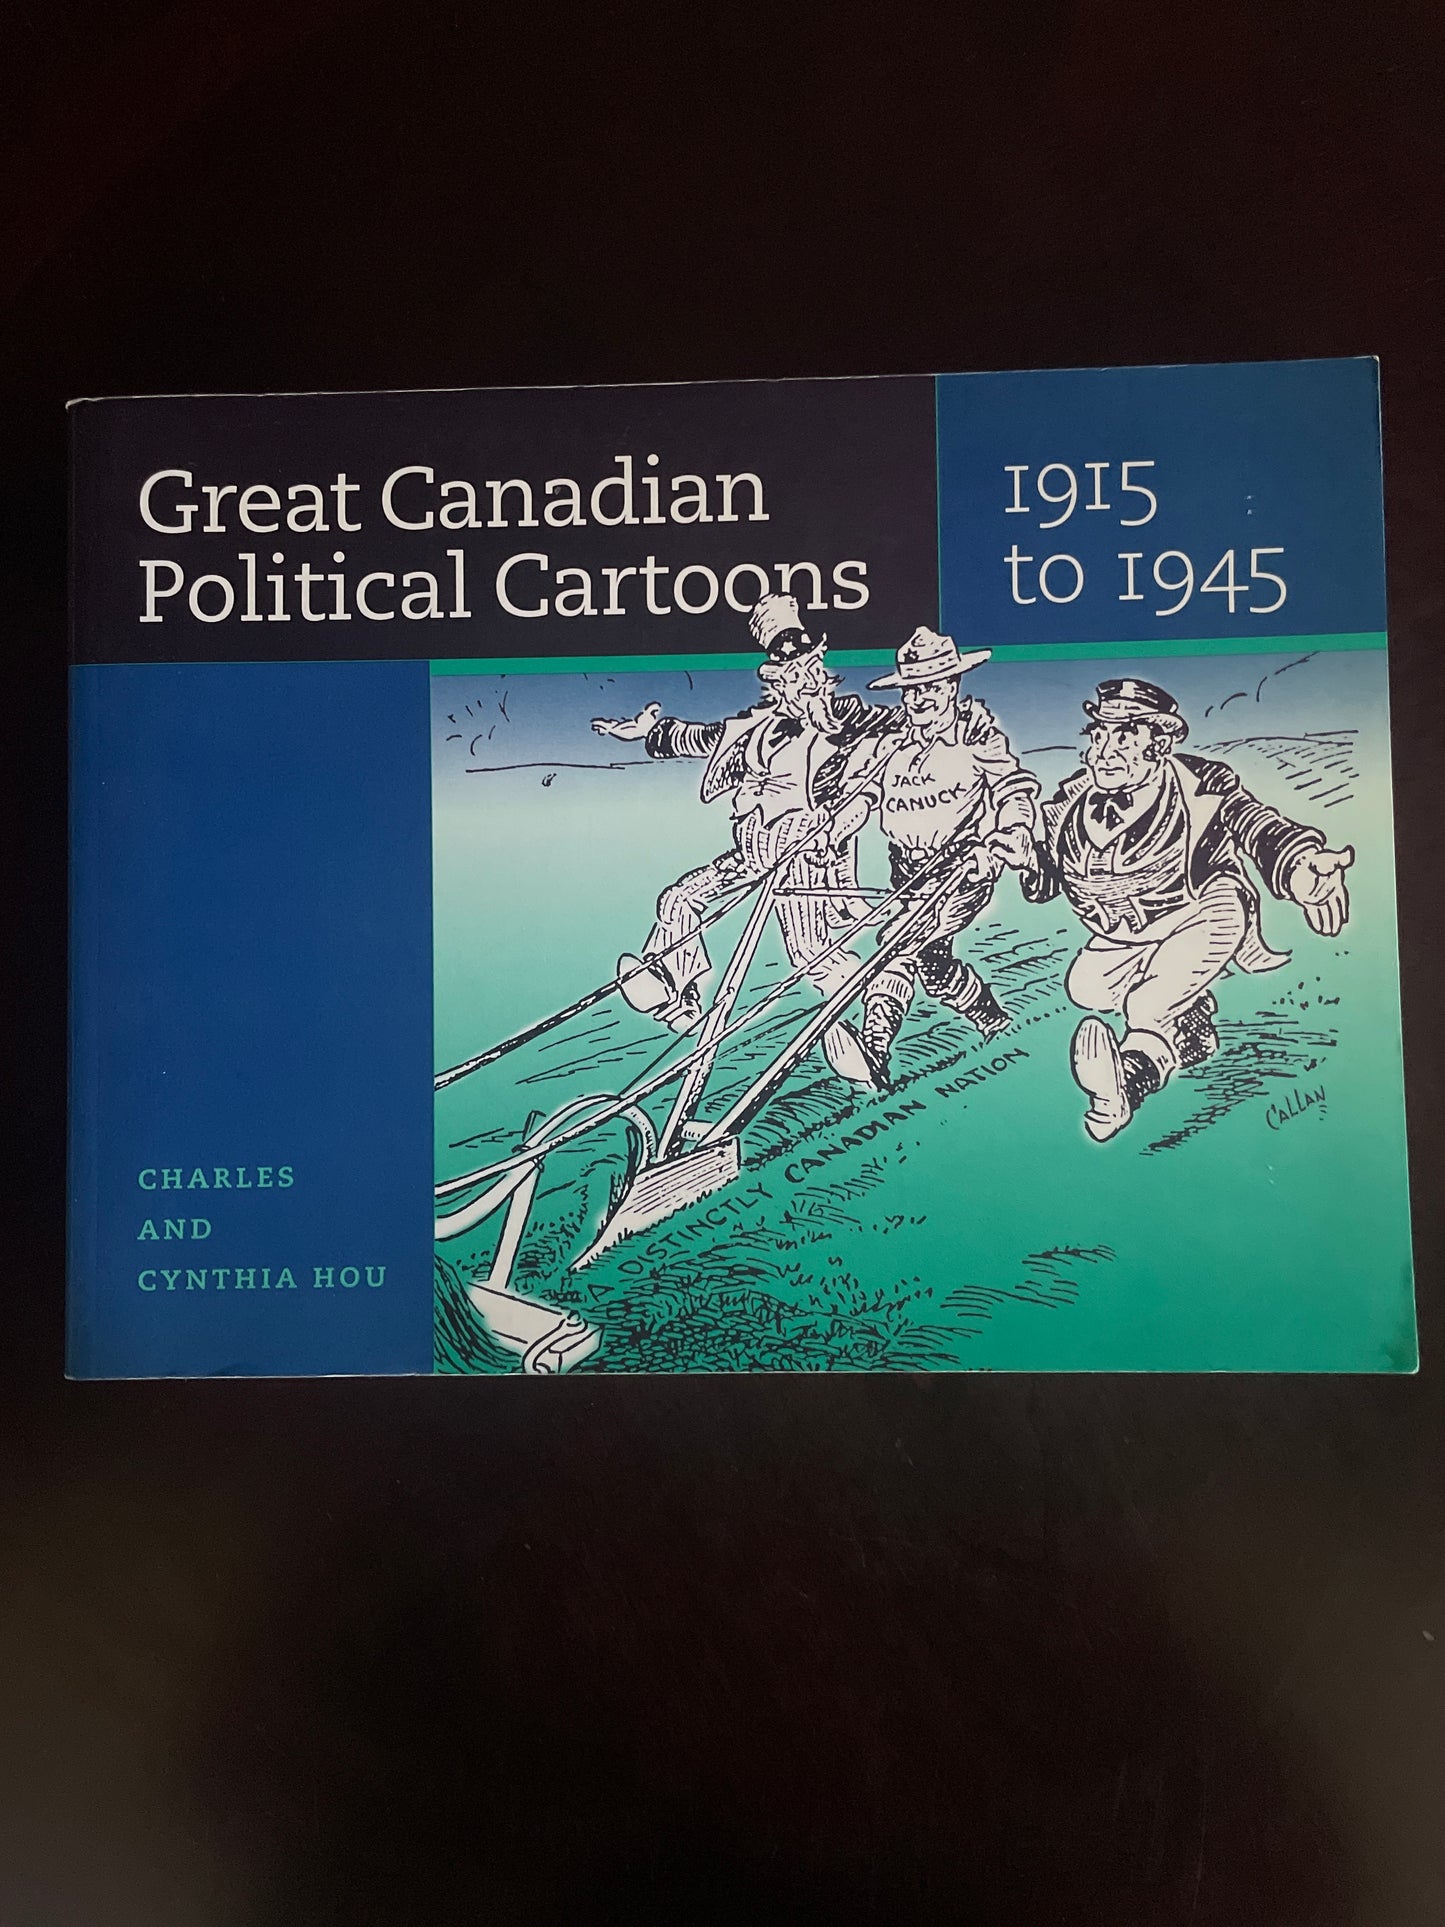 Great Canadian
Political Cartoons
1915
to 1945
JACK
CANUCK
A DISTINCTLY CANADIAN NATION
CALLAN
CHARLES
AND
CYNTHIA HOU